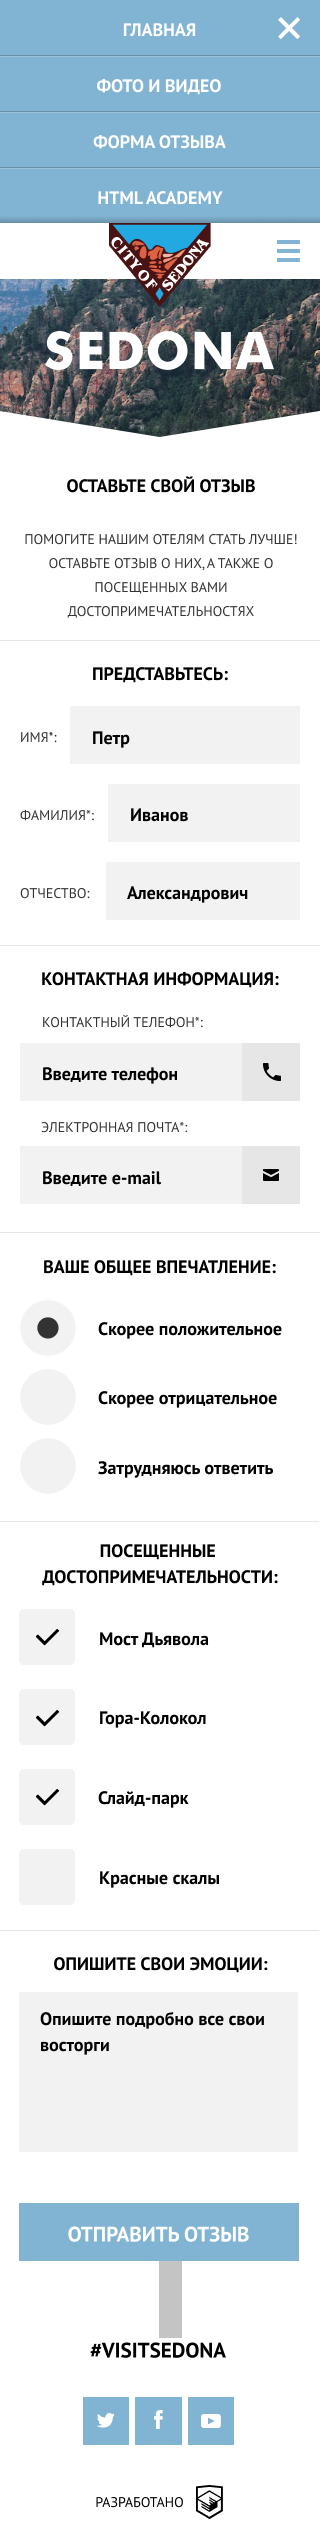 ГЛАВНАЯ
ФОТО И ВИДЕО
ФОРМА ОТЗЫВА
HTML ACADEMY
CITY OF SEDONA
SEDONA
ОСТАВЬТЕ СВОЙ ОТЗЫВ
ПОМОГИТЕ НАШИМ ОТЕЛЯМ СТАТЬ ЛУЧШЕ!
ОСТАВЬТЕ ОТЗЫВ О НИХ, А ТАКЖЕ О
ПОСЕЩЕННЫХ ВАМИ
ДОСТОПРИМЕЧАТЕЛЬНОСТЯХ
ПРЕДСТАВЬТЕСЬ:
ИМЯ*: Петр
ФАМИЛИЯ*: Иванов
ОТЧЕСТВО: Александрович
КОНТАКТНАЯ ИНФОРМАЦИЯ:
КОНТАКТНЫЙ ТЕЛЕФОН*:
Введите телефон
ЭЛЕКТРОННАЯ ПОЧТА*:
Введите e-mail
ВАШЕ ОБЩЕЕ ВПЕЧАТЛЕНИЕ:
Скорее положительное
Скорее отрицательное
Затрудняюсь ответить
ПОСЕЩЕННЫЕ
ДОСТОПРИМЕЧАТЕЛЬНОСТИ:
Мост Дьявола
Гора-Колокол
Слайд-парк
Красные скалы
ОПИШИТЕ СВОИ ЭМОЦИИ:
Опишите подробно все свои
восторги
ОТПРАВИТЬ ОТЗЫВ
#VISITSEDONA
РАЗРАБОТАНО